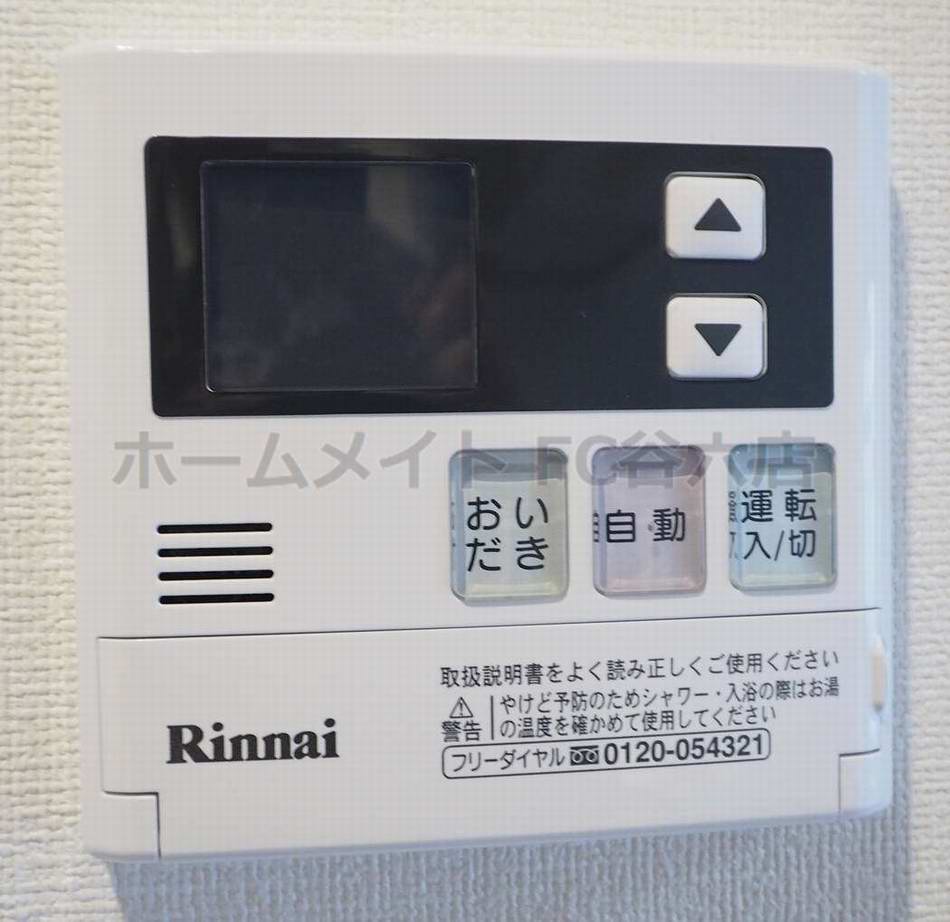 ホームメイト FC谷六店
おい
だき
自動
運転
入/切
取扱説明書をよく読み正しくご使用ください
⚠ やけど予防のためシャワー・入浴の際はお湯
警告 の温度を確かめて使用してください
フリーダイヤル 0120-054321
Rinnai